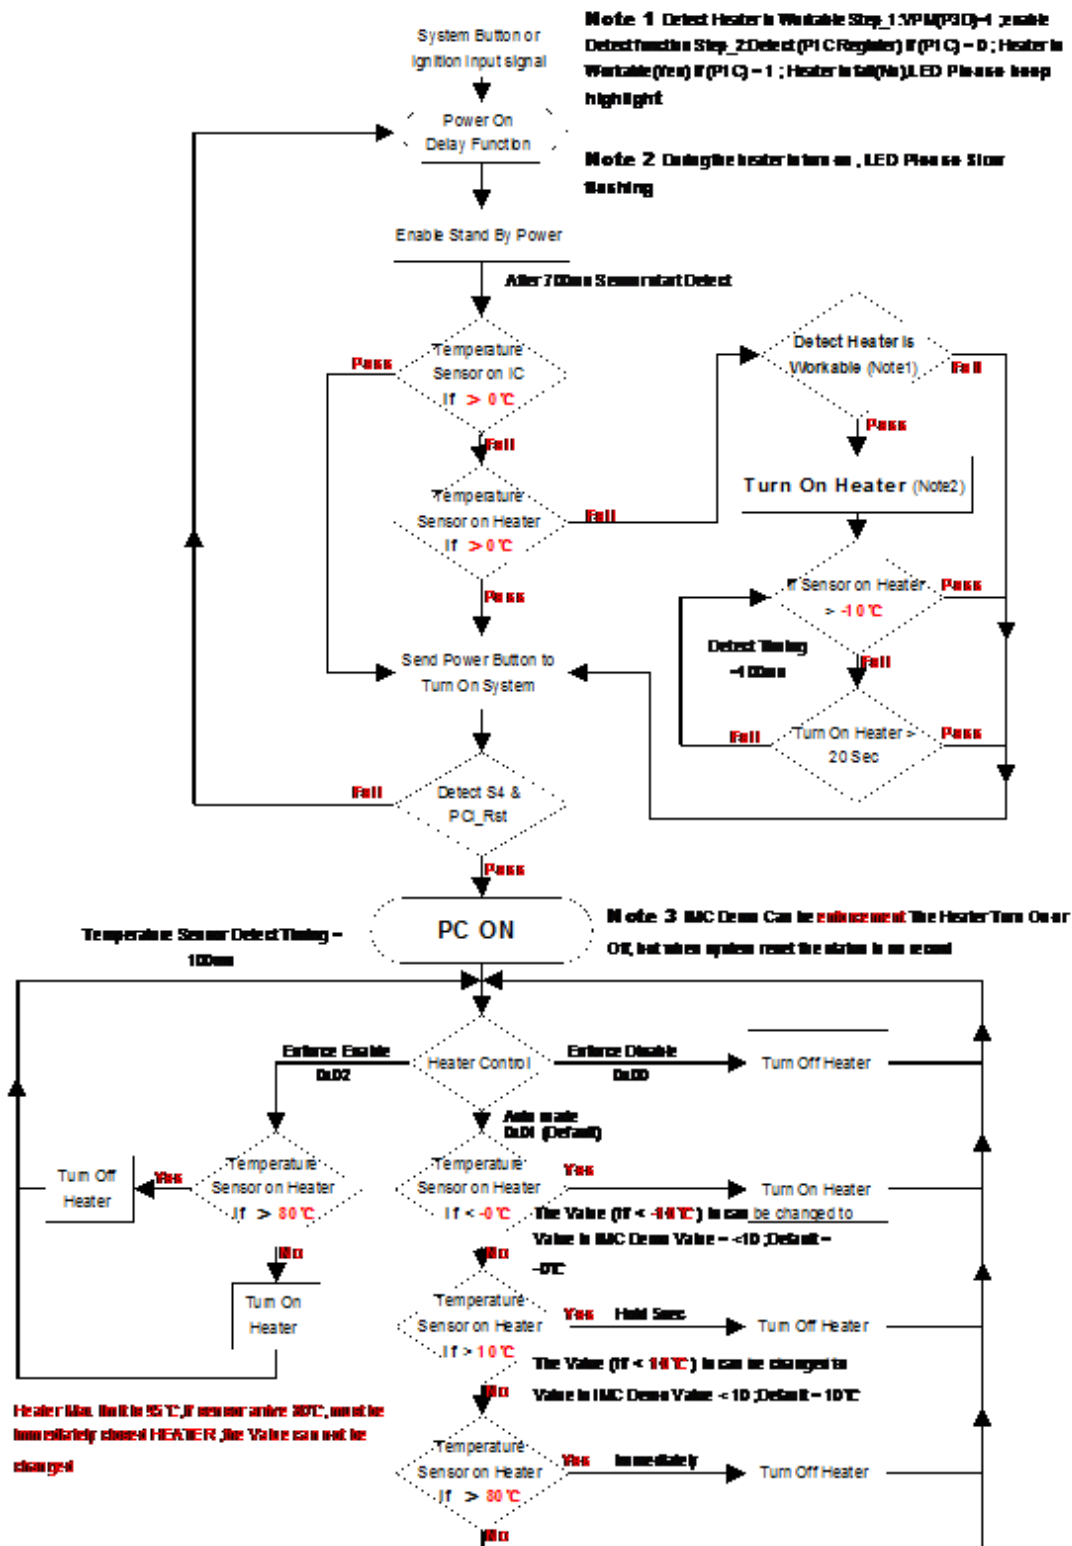 Note 1 Detect Heater is Workable Step_1:VPM(P3D)=1 ;enable
Detect function Step_2:Detect (P1C Register) If (P1C) = 0 ; Heater is
Workable(Yes) If (P1C) = 1 ; Heater is fail(No),LED Please keep
highlight
System Button or
Ignition Input signal
Power On
Delay Function
Note 2 During the heater is turn on , LED Please Slow
flashing
Enable Stand By Power
After 700ms Sensor start Detect
Temperature
Sensor on IC
If > 0℃
Pass
Fail
Detect Heater Is
Workable (Note1)
Fail
Pass
Temperature
Sensor on Heater
If > 0℃
Fail
Pass
Turn On Heater (Note2)
If Sensor on Heater
> -10℃
Pass
Fail
Detect Timing
=100ms
Send Power Button to
Turn On System
Turn On Heater >
20 Sec
Fail
Pass
Detect S4 &
PCI_Rst
Fail
Pass
PC ON
Note 3 IMC Demo Can be enforcement The Heater Turn On or
Off, but when system reset the status is no record
Temperature Sensor Detect Timing =
100ms
Heater Control
Enforce Enable
0x02
Enforce Disable
0x00
Turn Off Heater
Auto mode
0x01 (Default)
Temperature
Sensor on Heater
If > 80℃
Yes
Turn Off
Heater
No
Turn On
Heater
Temperature
Sensor on Heater
If < -0℃
Yes
Turn On Heater
The Value (If < -10℃ ) is can be changed to
Value is IMC Demo Value = <10 ;Default =
-0℃
No
Temperature
Sensor on Heater
If > 10℃
Yes
Hold 5sec
Turn Off Heater
The Value (If < 10℃ ) is can be changed to
Value is IMC Demo Value < 10 ;Default = 10℃
No
Heater Max. limit is 95℃,If sensor arrive 80℃, must be
immediately closed HEATER ,the Value can not be
changed
Temperature
Sensor on Heater
If > 80℃
Yes
Immediately
Turn Off Heater
No